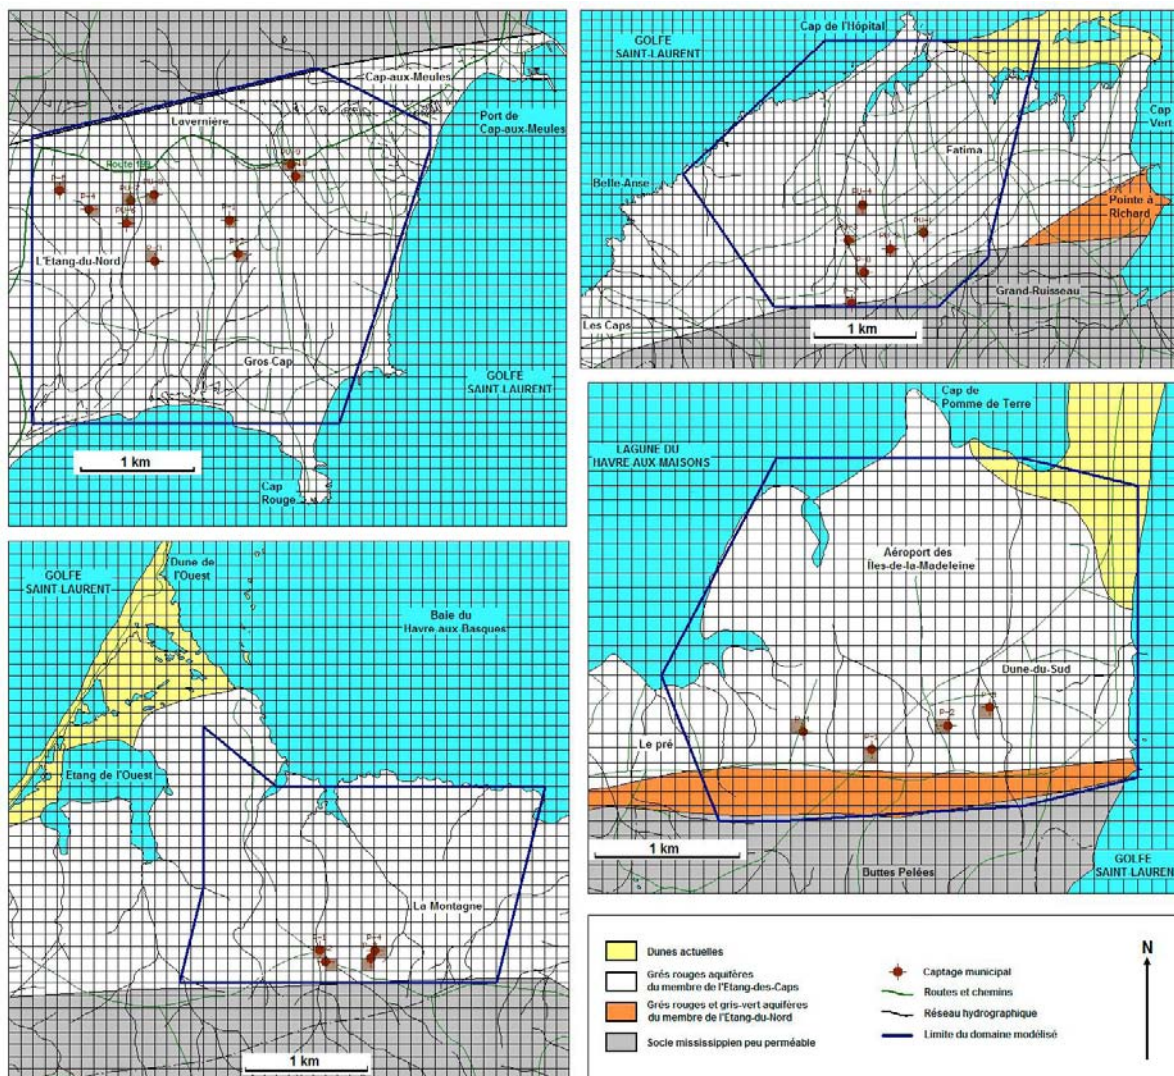 Cap-aux-Meules
Lavernière
Port de
Cap-aux-Meules
Route 199
P-4
L'Etang-du-Nord
Gros Cap
GOLFE
SAINT-LAURENT
1 km
Cap
Rouge
Cap de l'Hôpital
GOLFE
SAINT-LAURENT
Cap
Vert
Fatima
Belle-Anse
Pointe à
Richard
Grand-Ruisseau
Les Caps
1 km
GOLFE
SAINT-LAURENT
Dune de
l'Ouest
Baie du
Havre aux Basques
Etang de l'Ouest
La Montagne
1 km
Cap de
Pomme de Terre
LAGUNE DU
HAVRE AUX MAISONS
Aéroport des
Îles-de-la-Madeleine
Dune-du-Sud
P-2
Le pré
1 km
Buttes Pelées
GOLFE
SAINT-LAURENT
Dunes actuelles
Grés rouges aquifères
du membre de l'Etang-des-Caps
Grés rouges et gris-vert aquifères
du membre de l'Etang-du-Nord
Socle mississippien peu perméable
Captage municipal
Routes et chemins
Réseau hydrographique
Limite du domaine modélisé
N